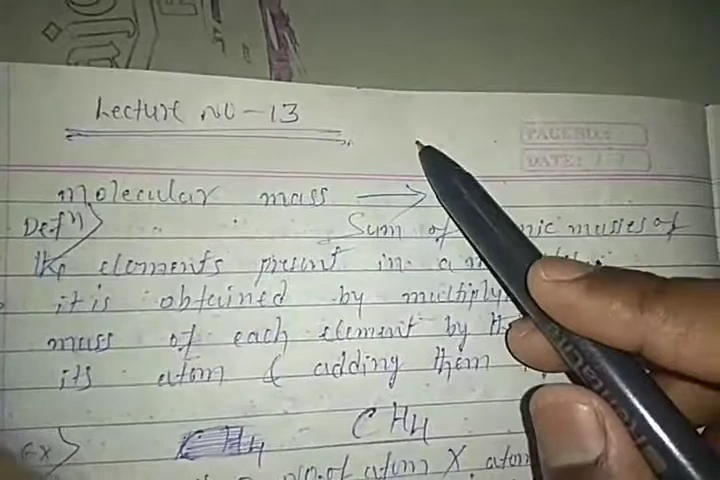 Lecture No - 13
PAGE NO:
DATE: / /
molecular mass →
Defⁿ Sum of masses of
the elements present in a
it is obtained by multiply
mass of each element by
its atom & adding them
Ex CH4 CH4
No. of atom X atom